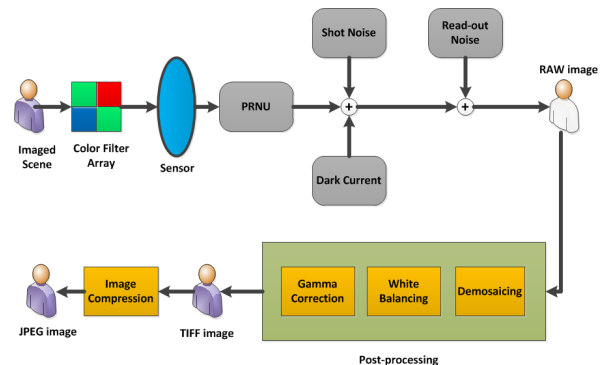 Shot Noise
Read-out
Noise
RAW image
PRNU
Imaged
Scene
Color Filter
Array
Sensor
Dark Current
Image
Compression
Gamma
Correction
White
Balancing
Demosaicing
JPEG image
TIFF image
Post-processing